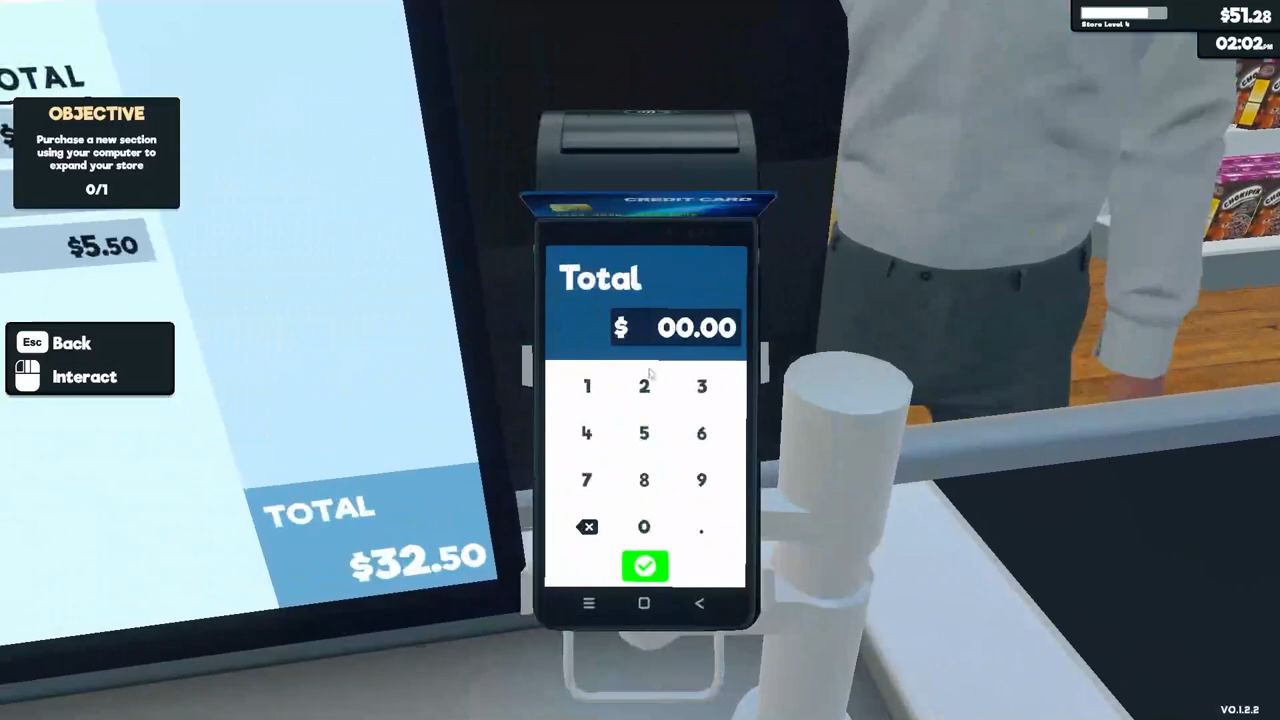 OTAL
OBJECTIVE
Purchase a new section
using your computer to
expand your store
0/1
$
$5.50
Esc Back
Interact
TOTAL
$32.50
CREDIT CARD
Total
$ 00.00
1 2 3
4 5 6
7 8 9
0 .
$51.28
Store Level 4
02:02PM
V0.1.2.2